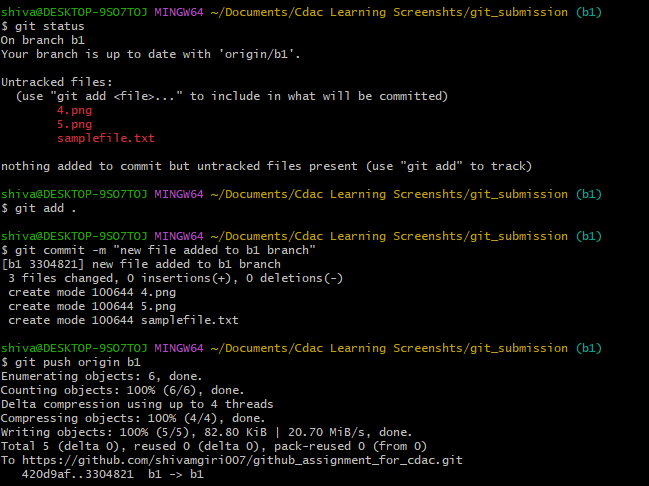 shiva@DESKTOP-9SO7TOJ MINGW64 ~/Documents/Cdac Learning Screenshts/git_submission (b1)
$ git status
On branch b1
Your branch is up to date with 'origin/b1'.

Untracked files:
  (use "git add <file>..." to include in what will be committed)
        4.png
        5.png
        samplefile.txt

nothing added to commit but untracked files present (use "git add" to track)

shiva@DESKTOP-9SO7TOJ MINGW64 ~/Documents/Cdac Learning Screenshts/git_submission (b1)
$ git add .

shiva@DESKTOP-9SO7TOJ MINGW64 ~/Documents/Cdac Learning Screenshts/git_submission (b1)
$ git commit -m "new file added to b1 branch"
[b1 3304821] new file added to b1 branch
 3 files changed, 0 insertions(+), 0 deletions(-)
 create mode 100644 4.png
 create mode 100644 5.png
 create mode 100644 samplefile.txt

shiva@DESKTOP-9SO7TOJ MINGW64 ~/Documents/Cdac Learning Screenshts/git_submission (b1)
$ git push origin b1
Enumerating objects: 6, done.
Counting objects: 100% (6/6), done.
Delta compression using up to 4 threads
Compressing objects: 100% (4/4), done.
Writing objects: 100% (5/5), 82.80 KiB | 20.70 MiB/s, done.
Total 5 (delta 0), reused 0 (delta 0), pack-reused 0 (from 0)
To https://github.com/shivamgiri007/github_assignment_for_cdac.git
   420d9af..3304821  b1 -> b1